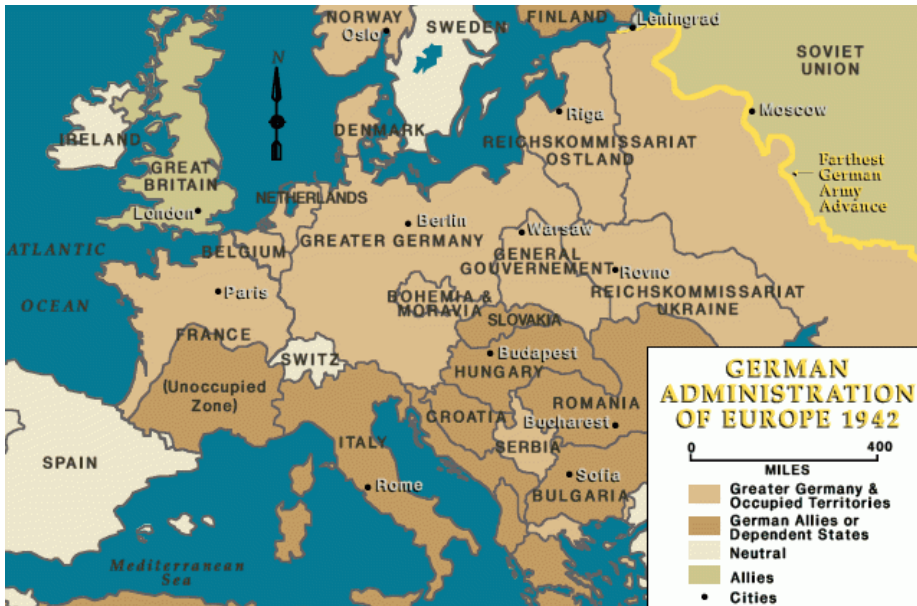 NORWAY
Oslo
SWEDEN
FINLAND
Leningrad
SOVIET
UNION
Moscow
Riga
DENMARK
REICHSKOMMISSARIAT
OSTLAND
IRELAND
GREAT
BRITAIN
London
Farthest
German
Army
Advance
NETHERLANDS
Berlin
Warsaw
ATLANTIC
OCEAN
BELGIUM
GREATER GERMANY
GENERAL
GOUVERNEMENT
Rovno
Paris
BOHEMIA &
MORAVIA
REICHSKOMMISSARIAT
UKRAINE
SLOVAKIA
FRANCE
SWITZ
Budapest
HUNGARY
(Unoccupied
Zone)
CROATIA
ROMANIA
Bucharest
ITALY
SERBIA
SPAIN
Rome
Sofia
BULGARIA
Mediterranean
Sea
N
GERMAN
ADMINISTRATION
OF EUROPE 1942
0 400
MILES
Greater Germany &
Occupied Territories
German Allies or
Dependent States
Neutral
Allies
Cities